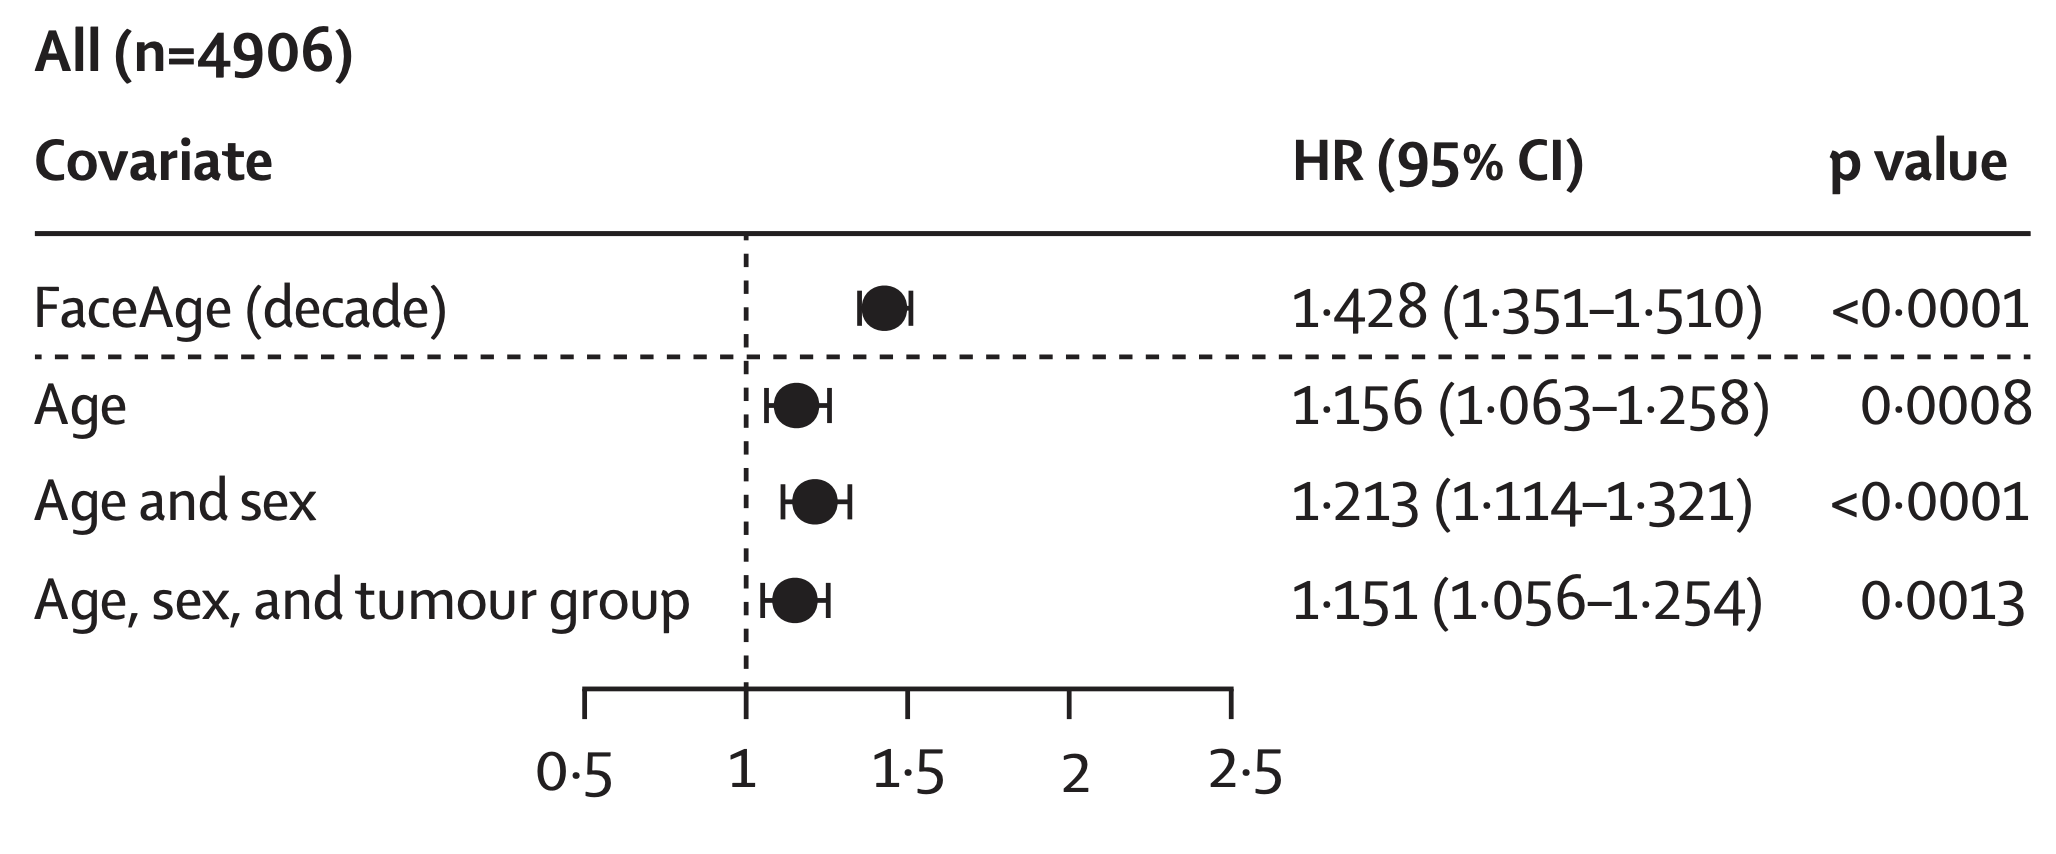 All (n=4906)
Covariate HR (95% CI) p value
FaceAge (decade) 1·428 (1·351–1·510) <0·0001
Age 1·156 (1·063–1·258) 0·0008
Age and sex 1·213 (1·114–1·321) <0·0001
Age, sex, and tumour group 1·151 (1·056–1·254) 0·0013
0·5 1 1·5 2 2·5